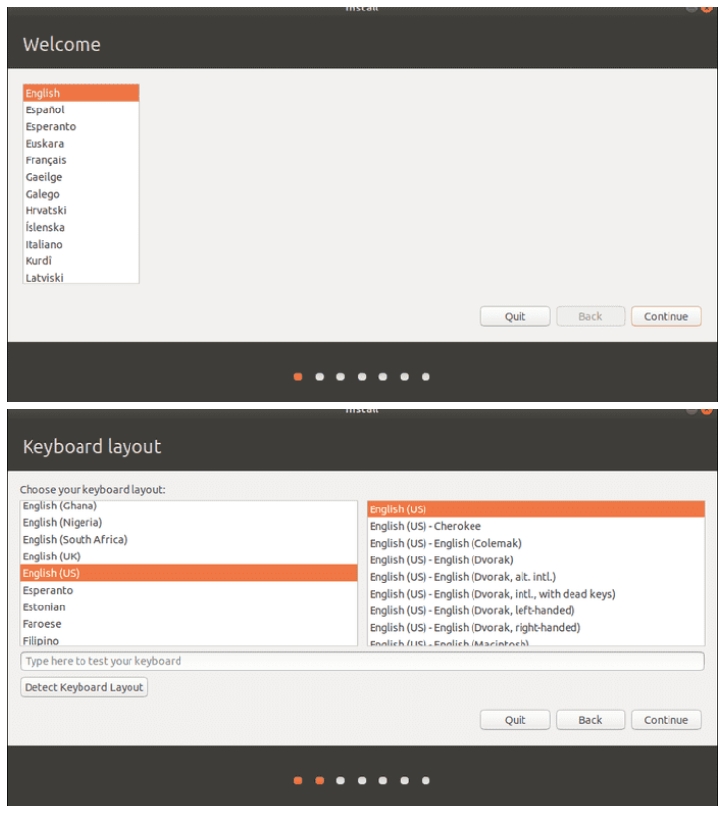 Install
Welcome
English
Español
Esperanto
Euskara
Français
Gaeilge
Galego
Hrvatski
Íslenska
Italiano
Kurdî
Latviski
Quit
Back
Continue
Install
Keyboard layout
Choose your keyboard layout:
English (Ghana)
English (Nigeria)
English (South Africa)
English (UK)
English (US)
Esperanto
Estonian
Faroese
Filipino
English (US)
English (US) - Cherokee
English (US) - English (Colemak)
English (US) - English (Dvorak)
English (US) - English (Dvorak, alt. intl.)
English (US) - English (Dvorak, intl., with dead keys)
English (US) - English (Dvorak, left-handed)
English (US) - English (Dvorak, right-handed)
English (US) - English (Macintosh)
Type here to test your keyboard
Detect Keyboard Layout
Quit
Back
Continue